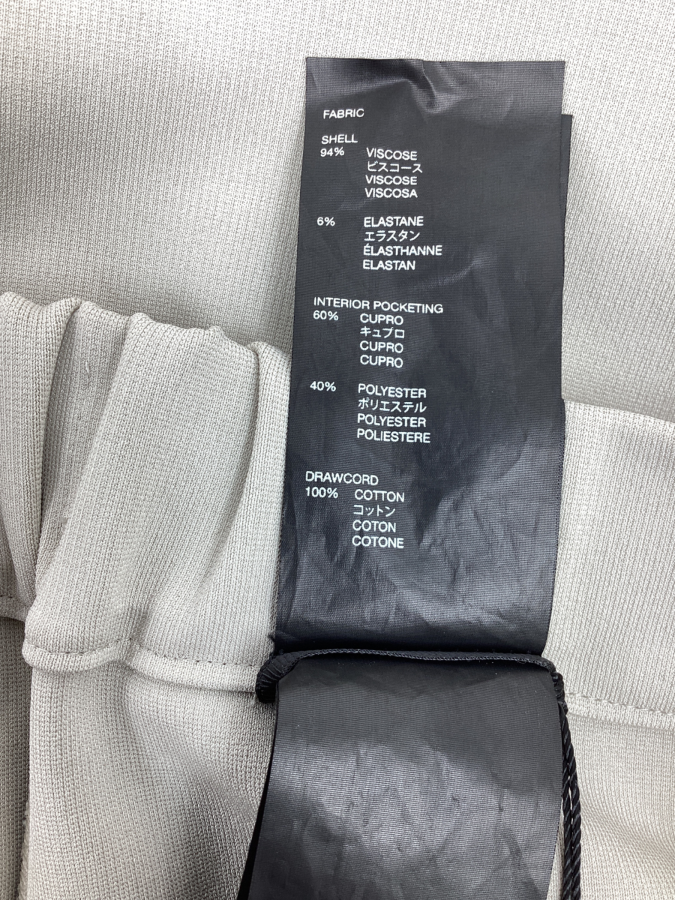 FABRIC
SHELL
94% VISCOSE
ビスコース
VISCOSE
VISCOSA
6% ELASTANE
エラスタン
ÉLASTHANNE
ELASTAN
INTERIOR POCKETING
60% CUPRO
キュプロ
CUPRO
CUPRO
40% POLYESTER
ポリエステル
POLYESTER
POLIESTERE
DRAWCORD
100% COTTON
コットン
COTON
COTONE